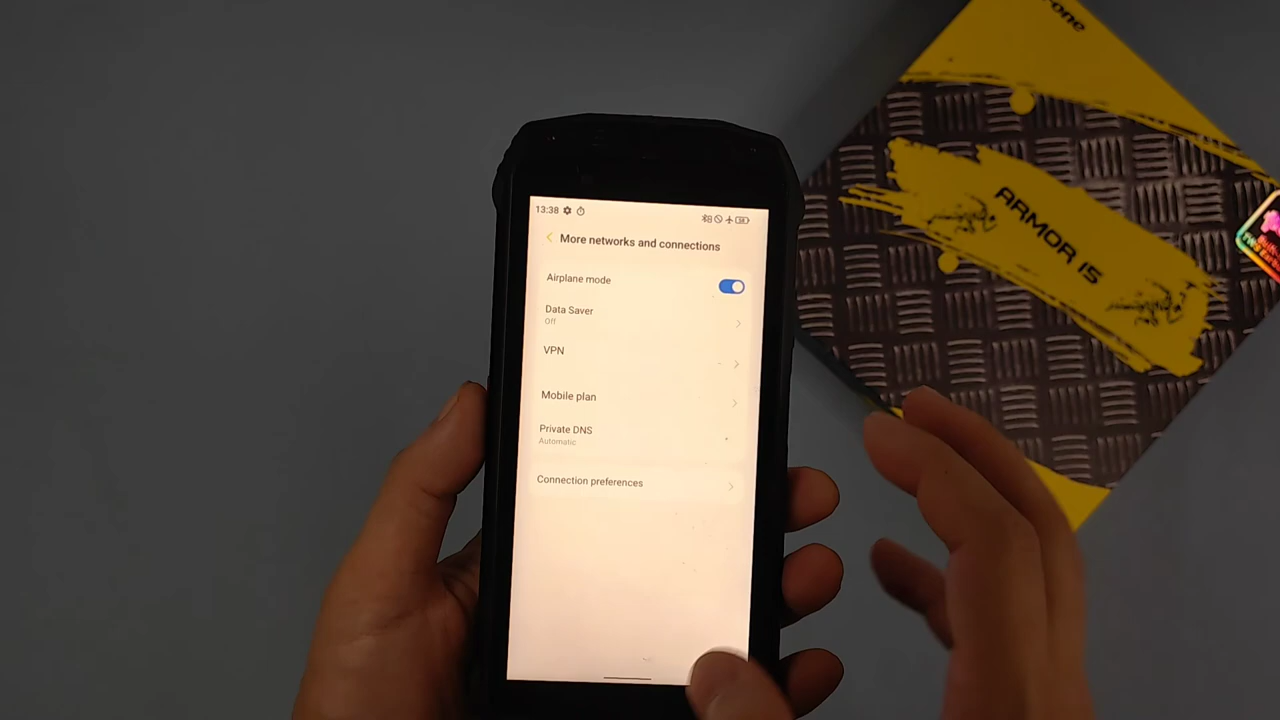 13:38
More networks and connections
Airplane mode
Data Saver
Off
VPN
Mobile plan
Private DNS
Automatic
Connection preferences
ARMOR 15